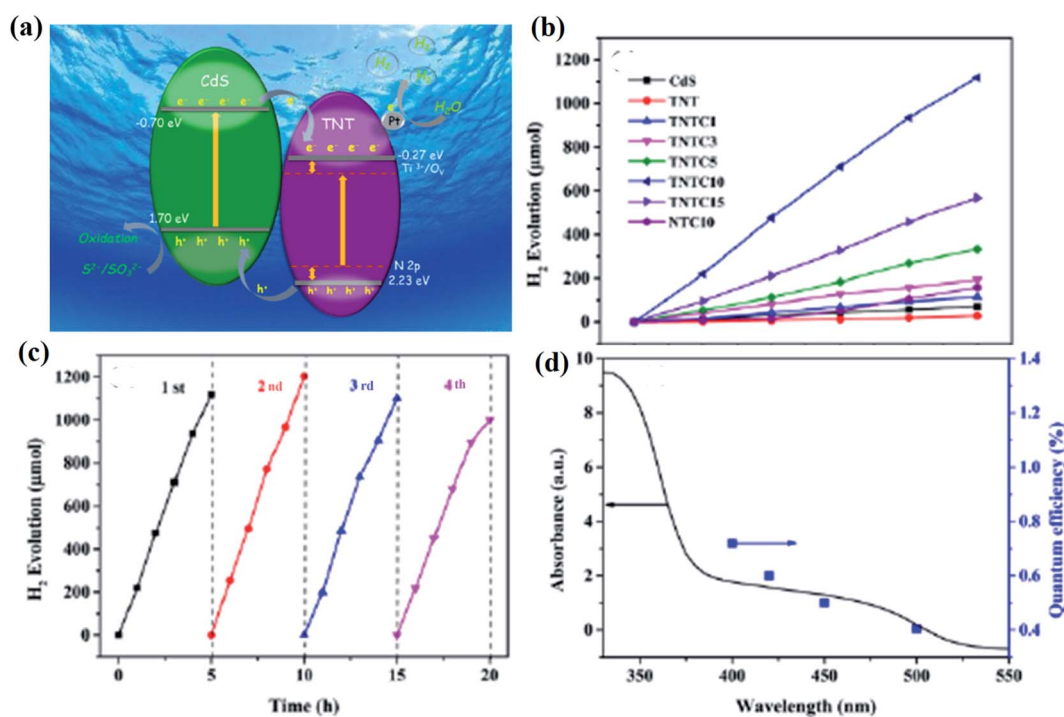 (a)
CdS
e⁻ e⁻ e⁻ e⁻
-0.70 eV
1.70 eV
h⁺ h⁺ h⁺ h⁺
Oxidation
S²⁻/SO₃²⁻
e⁻
TNT
e⁻ e⁻ e⁻ e⁻
-0.27 eV
Ti³⁺/Oᵥ
N 2p
2.23 eV
h⁺ h⁺ h⁺ h⁺
h⁺
H₂
H₂
H₂
e⁻
Pt
H₂O
(b)
H₂ Evolution (μmol)
1200
1000
800
600
400
200
0
CdS
TNT
TNTC1
TNTC3
TNTC5
TNTC10
TNTC15
NTC10
(c)
H₂ Evolution (μmol)
1200
1000
800
600
400
200
0
1 st
2 nd
3 rd
4 th
0 5 10 15 20
Time (h)
(d)
Absorbance (a.u.)
10
8
6
4
2
0
350 400 450 500 550
Wavelength (nm)
1.4
1.2
1.0
0.8
0.6
0.4
Quantum efficiency (%)